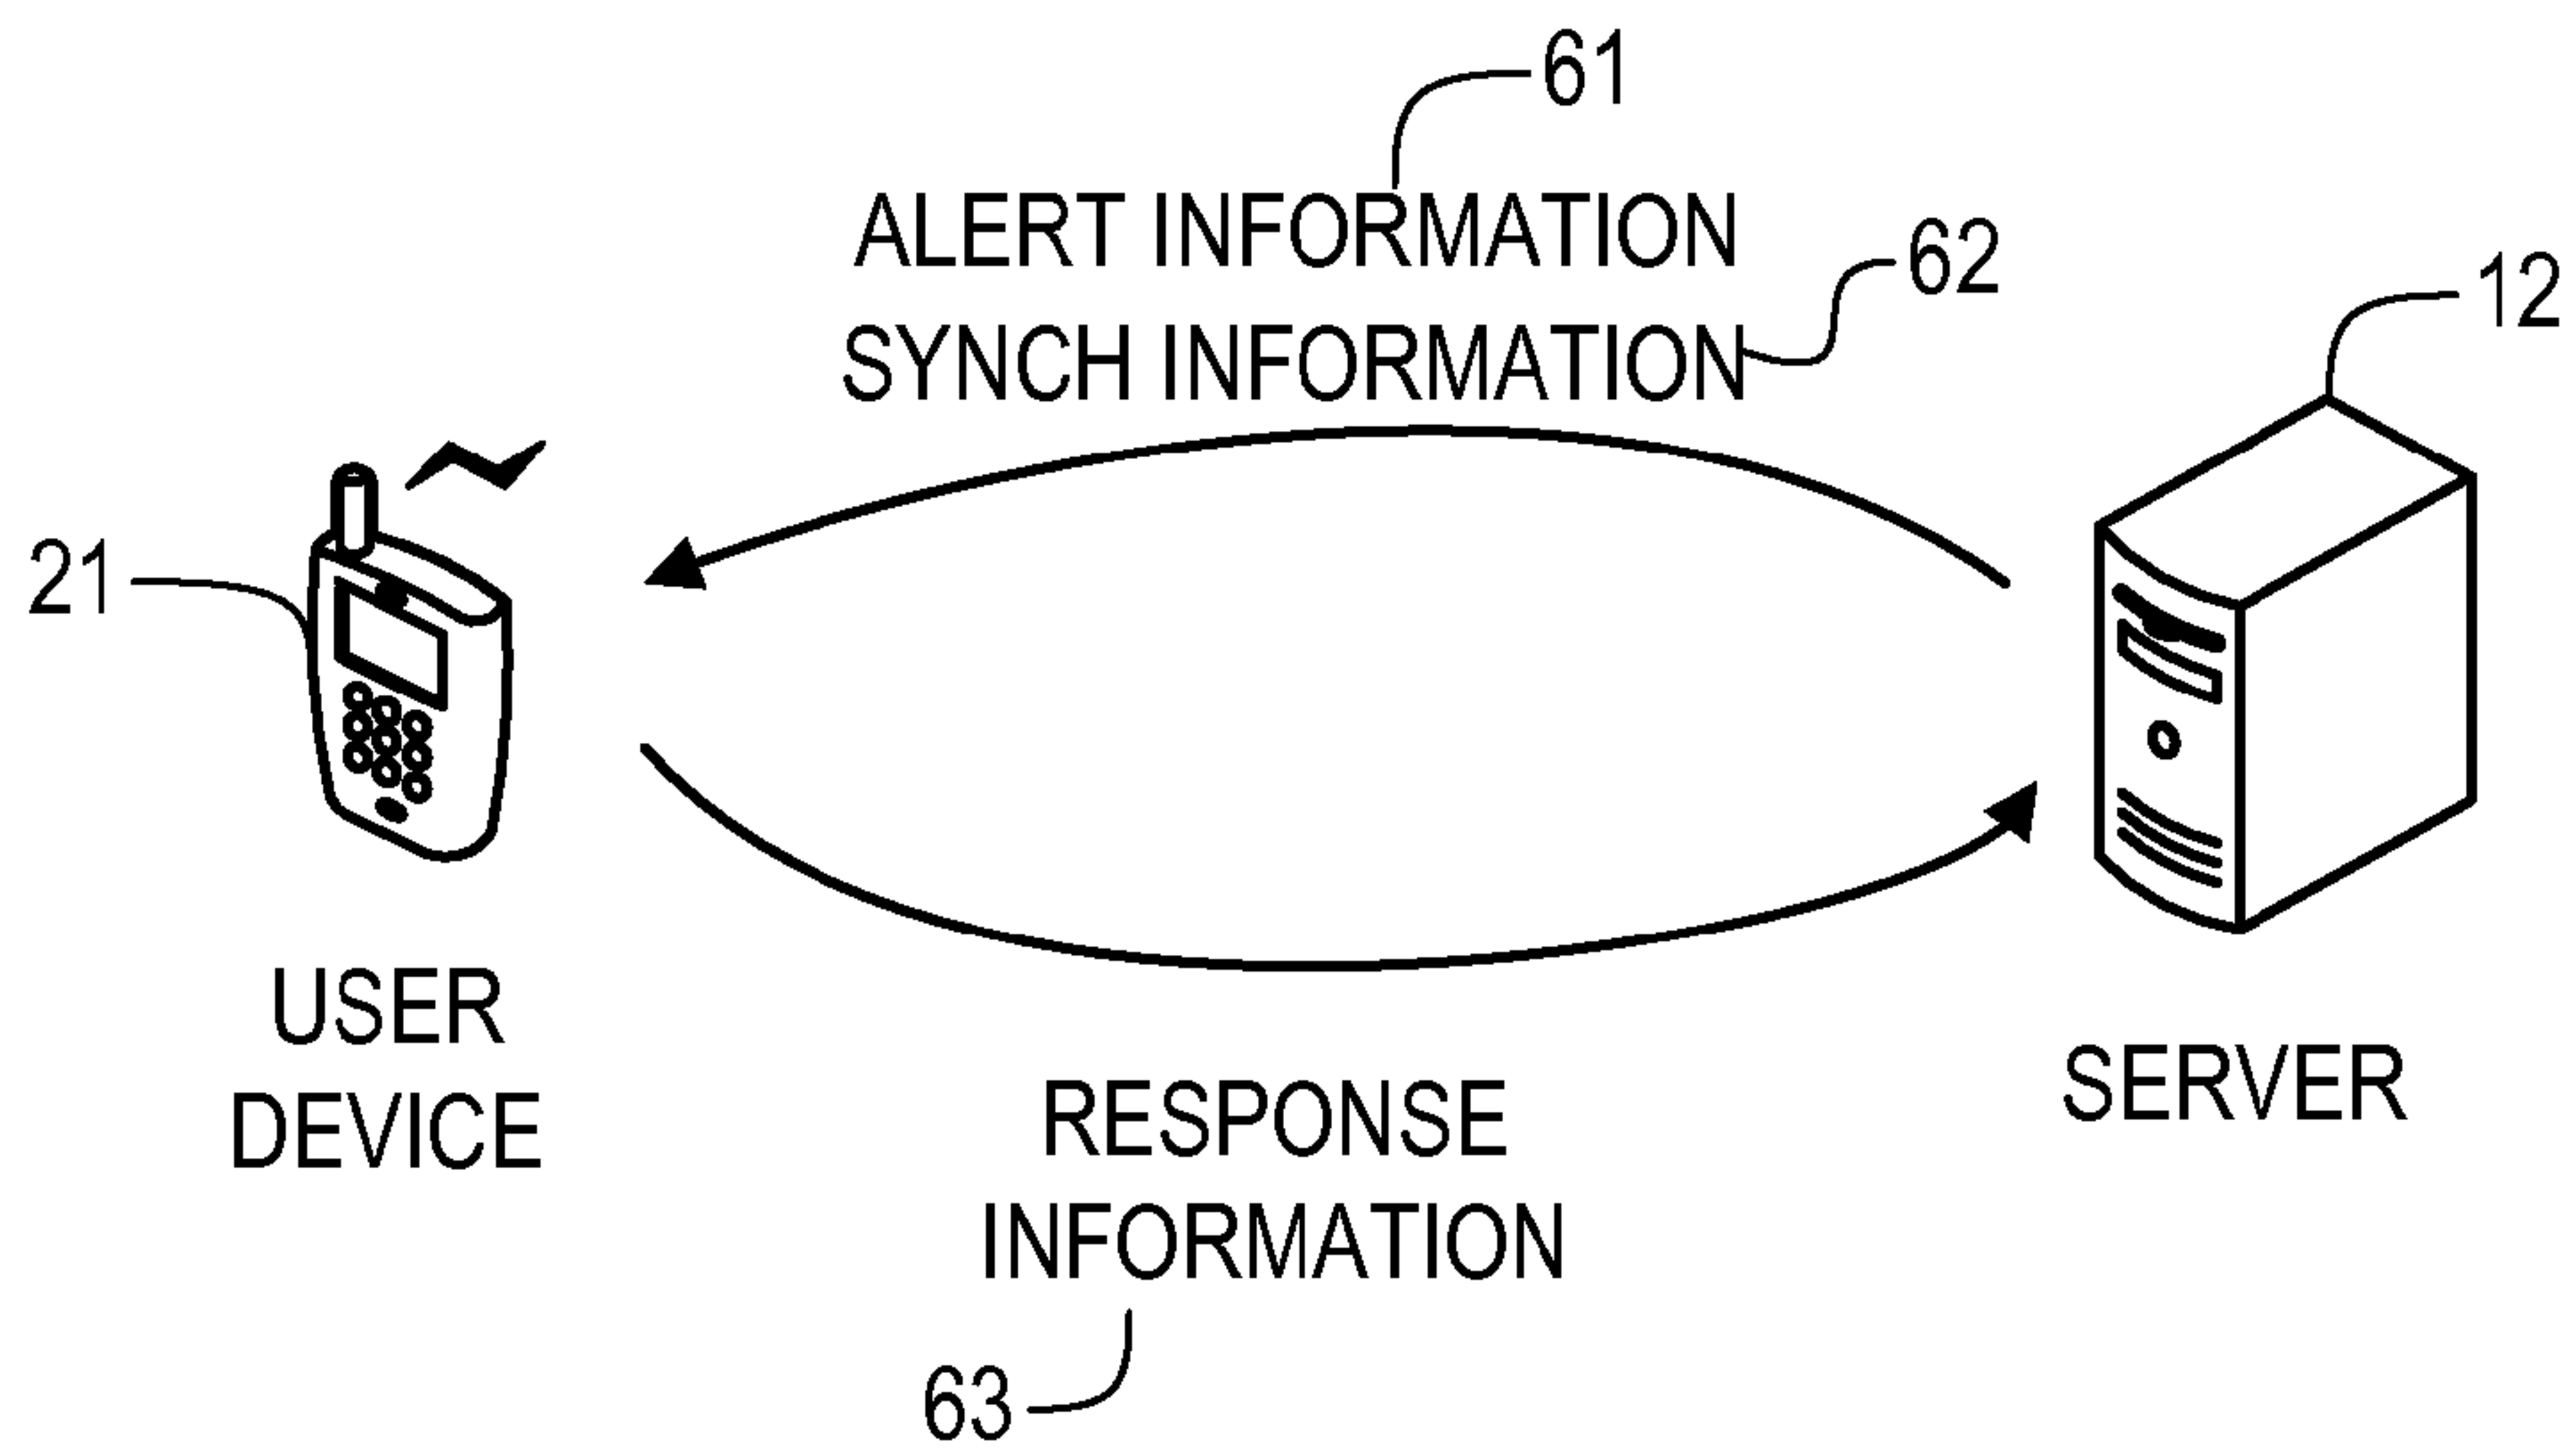 61
ALERT INFORMATION
62
SYNCH INFORMATION
12
21
USER
DEVICE
RESPONSE
INFORMATION
SERVER
63